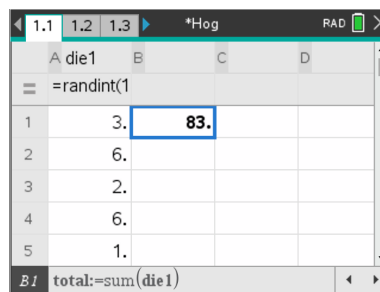 1.1 1.2 1.3 *Hog RAD
A die1 B C D
= =randint(1
1 3. 83.
2 6.
3 2.
4 6.
5 1.
B1 total:=sum(die1)